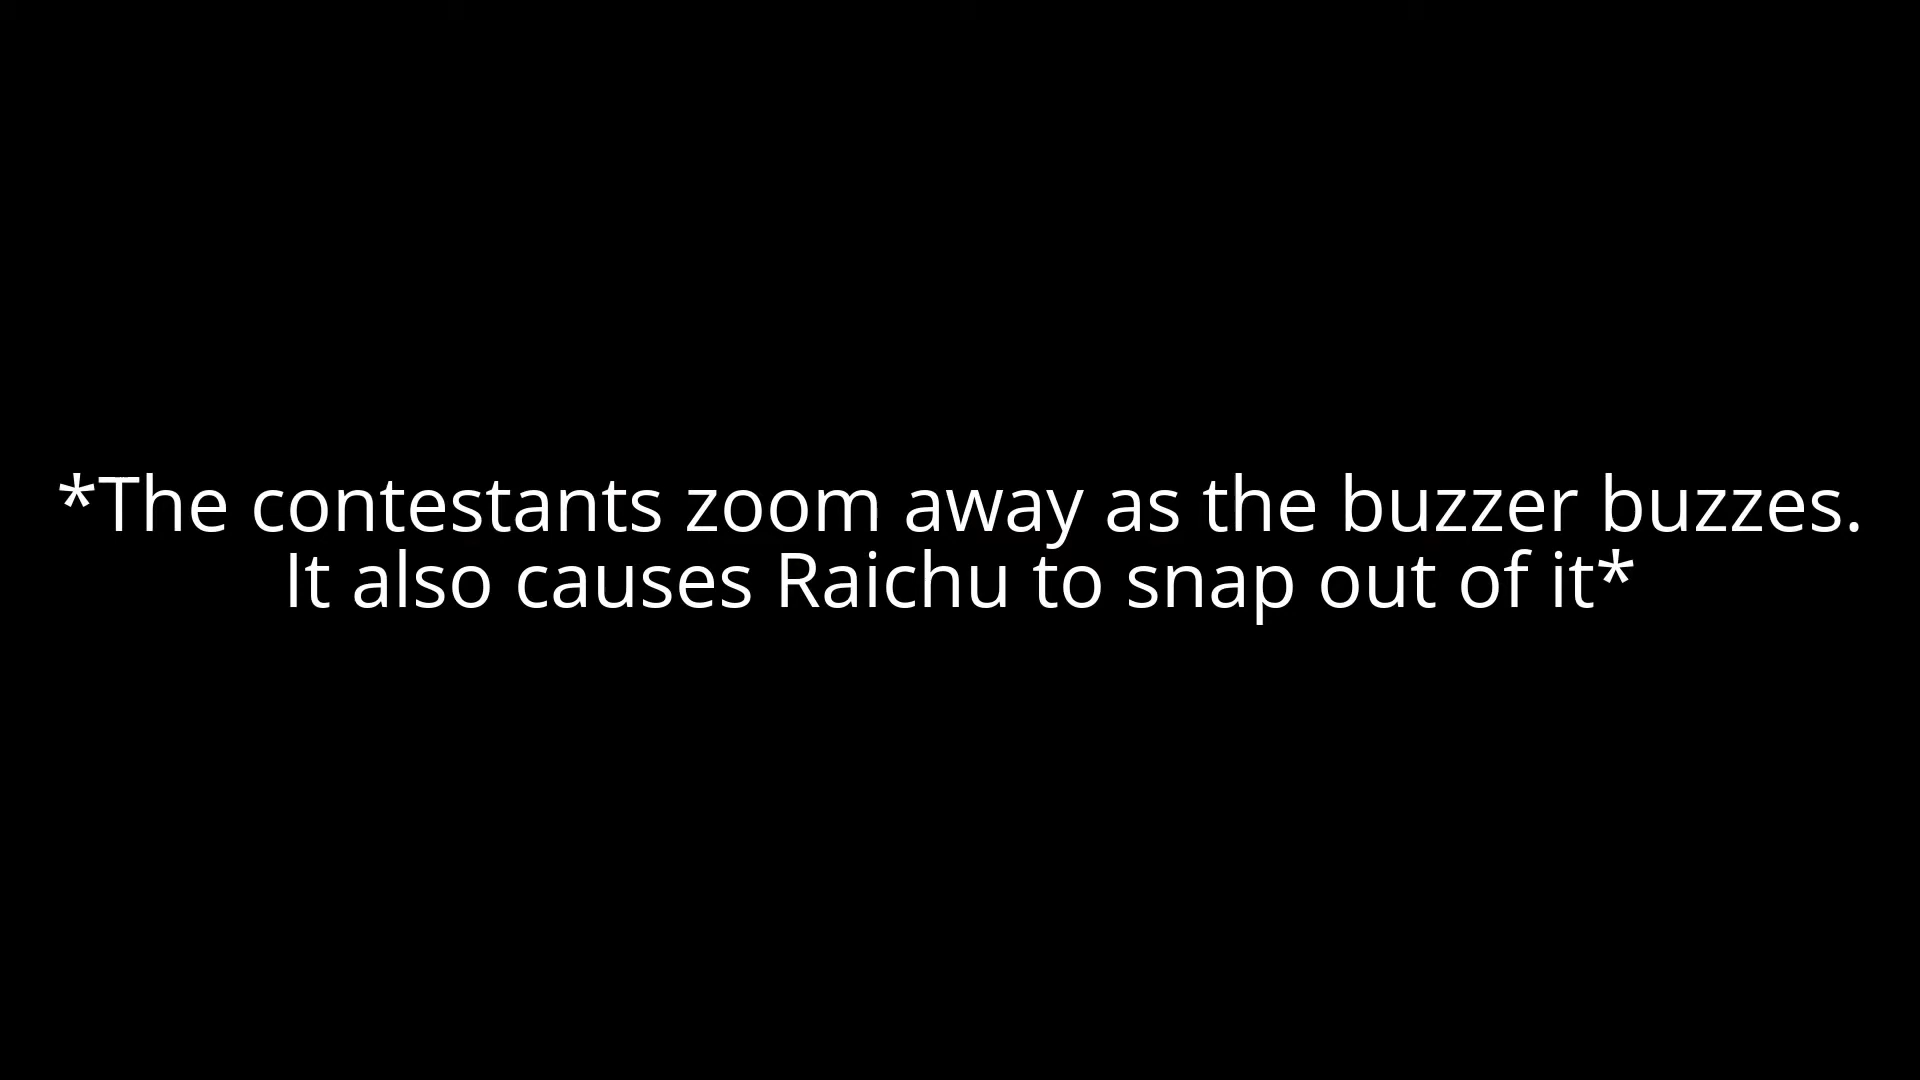 *The contestants zoom away as the buzzer buzzes.
It also causes Raichu to snap out of it*